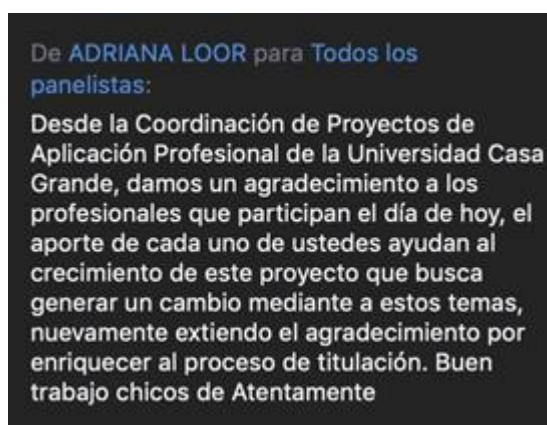 De ADRIANA LOOR para Todos los
panelistas:
Desde la Coordinación de Proyectos de
Aplicación Profesional de la Universidad Casa
Grande, damos un agradecimiento a los
profesionales que participan el día de hoy, el
aporte de cada uno de ustedes ayudan al
crecimiento de este proyecto que busca
generar un cambio mediante a estos temas,
nuevamente extiendo el agradecimiento por
enriquecer al proceso de titulación. Buen
trabajo chicos de Atentamente